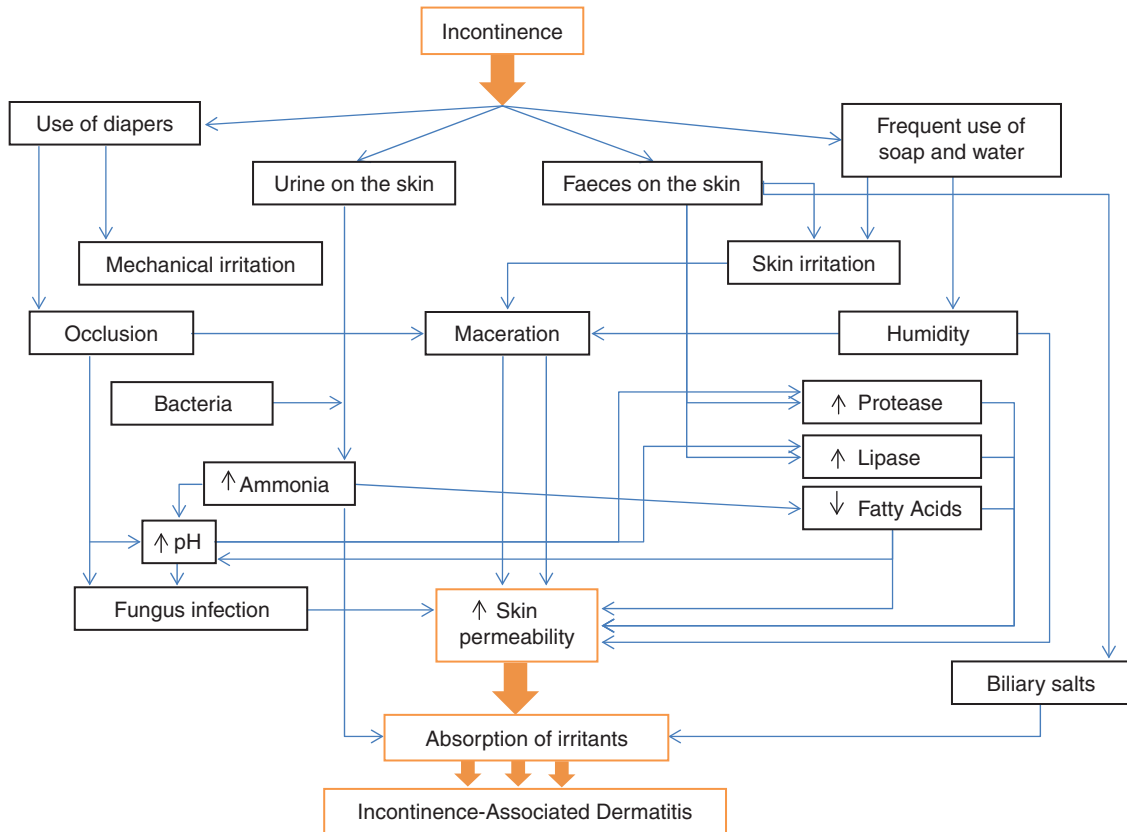 Incontinence
Use of diapers
Frequent use of
soap and water
Urine on the skin
Faeces on the skin
Mechanical irritation
Skin irritation
Occlusion
Maceration
Humidity
Bacteria
↑ Protease
↑ Lipase
↑ Ammonia
↓ Fatty Acids
↑ pH
Fungus infection
↑ Skin
permeability
Biliary salts
Absorption of irritants
Incontinence-Associated Dermatitis